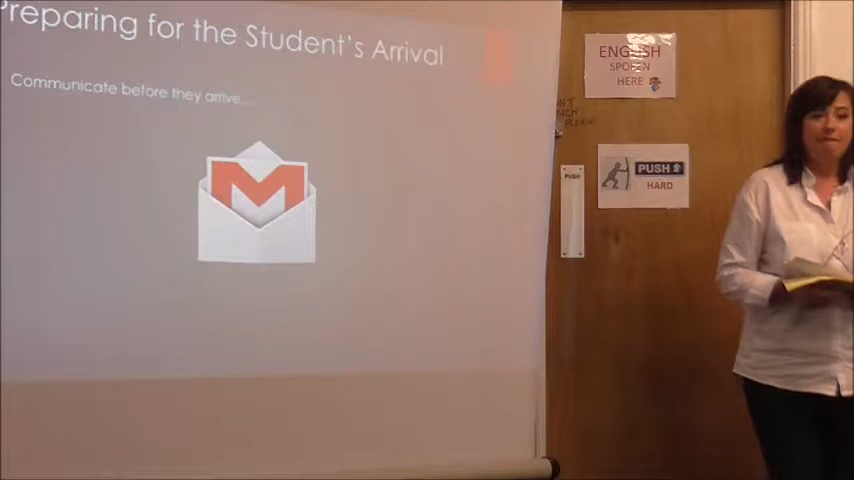 Preparing for the Student's Arrival
Communicate before they arrive...
M
ENGLISH
SPOKEN
HERE
PUSH
PUSH
HARD